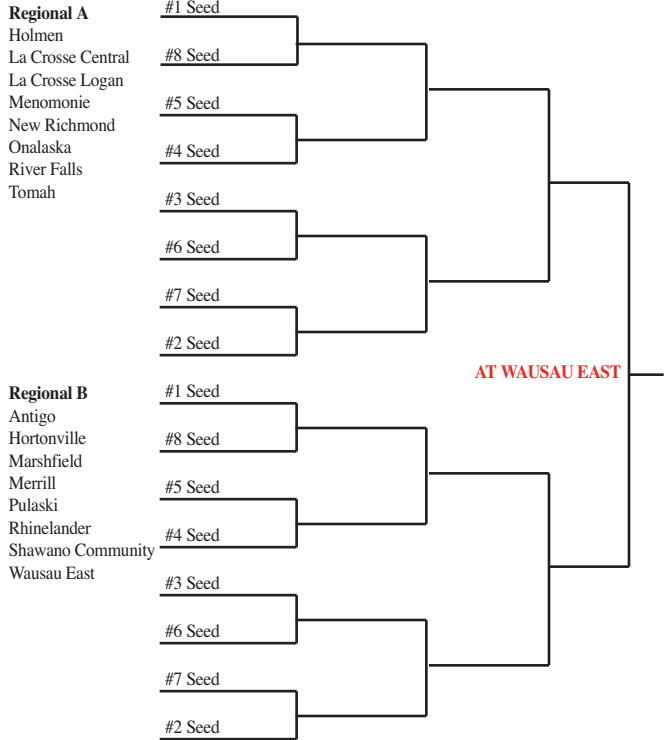 Regional A
Holmen
La Crosse Central
La Crosse Logan
Menomonie
New Richmond
Onalaska
River Falls
Tomah
#1 Seed
#8 Seed
#5 Seed
#4 Seed
#3 Seed
#6 Seed
#7 Seed
#2 Seed
AT WAUSAU EAST
Regional B
Antigo
Hortonville
Marshfield
Merrill
Pulaski
Rhinelander
Shawano Community
Wausau East
#1 Seed
#8 Seed
#5 Seed
#4 Seed
#3 Seed
#6 Seed
#7 Seed
#2 Seed